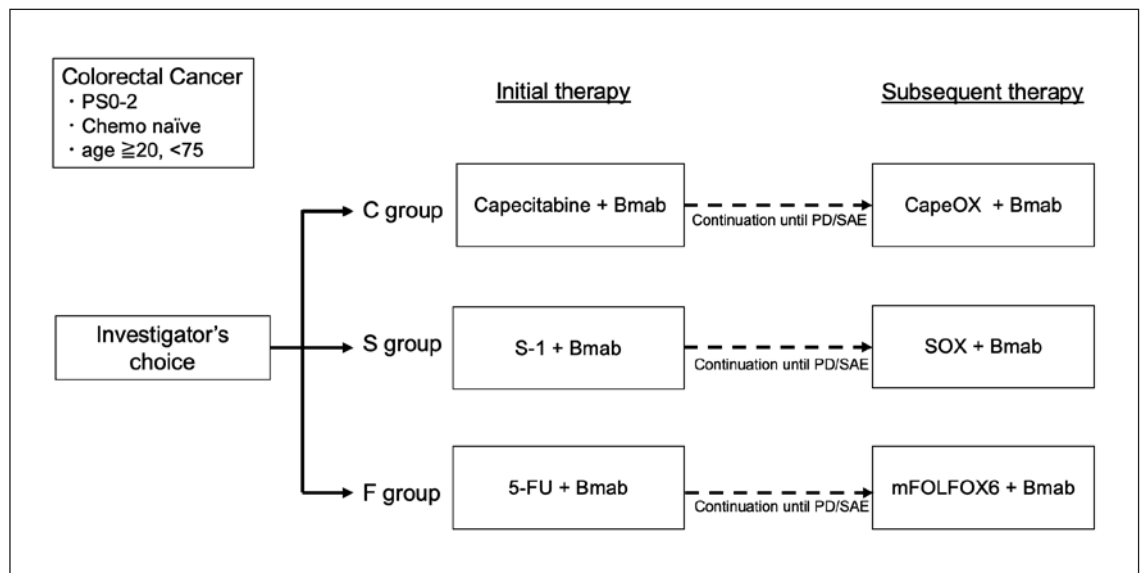 Colorectal Cancer
・PS0-2
・Chemo naïve
・age ≧20, <75
Initial therapy
Subsequent therapy
C group
Capecitabine + Bmab
Continuation until PD/SAE
CapeOX + Bmab
Investigator's
choice
S group
S-1 + Bmab
Continuation until PD/SAE
SOX + Bmab
F group
5-FU + Bmab
Continuation until PD/SAE
mFOLFOX6 + Bmab